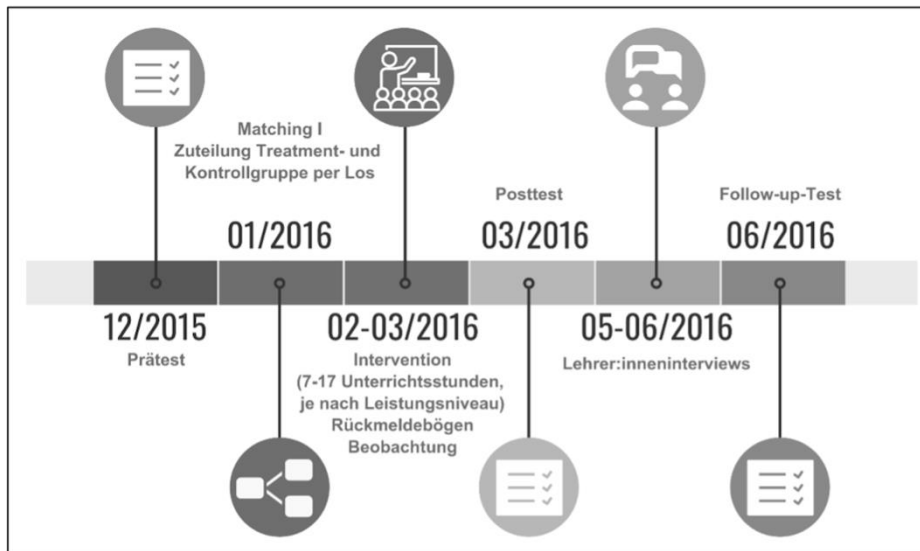 Matching I
Zuteilung Treatment- und
Kontrollgruppe per Los
Posttest
Follow-up-Test
01/2016
03/2016
06/2016
12/2015
Prätest
02-03/2016
Intervention
(7-17 Unterrichtsstunden,
je nach Leistungsniveau)
Rückmeldebögen
Beobachtung
05-06/2016
Lehrer:inneninterviews